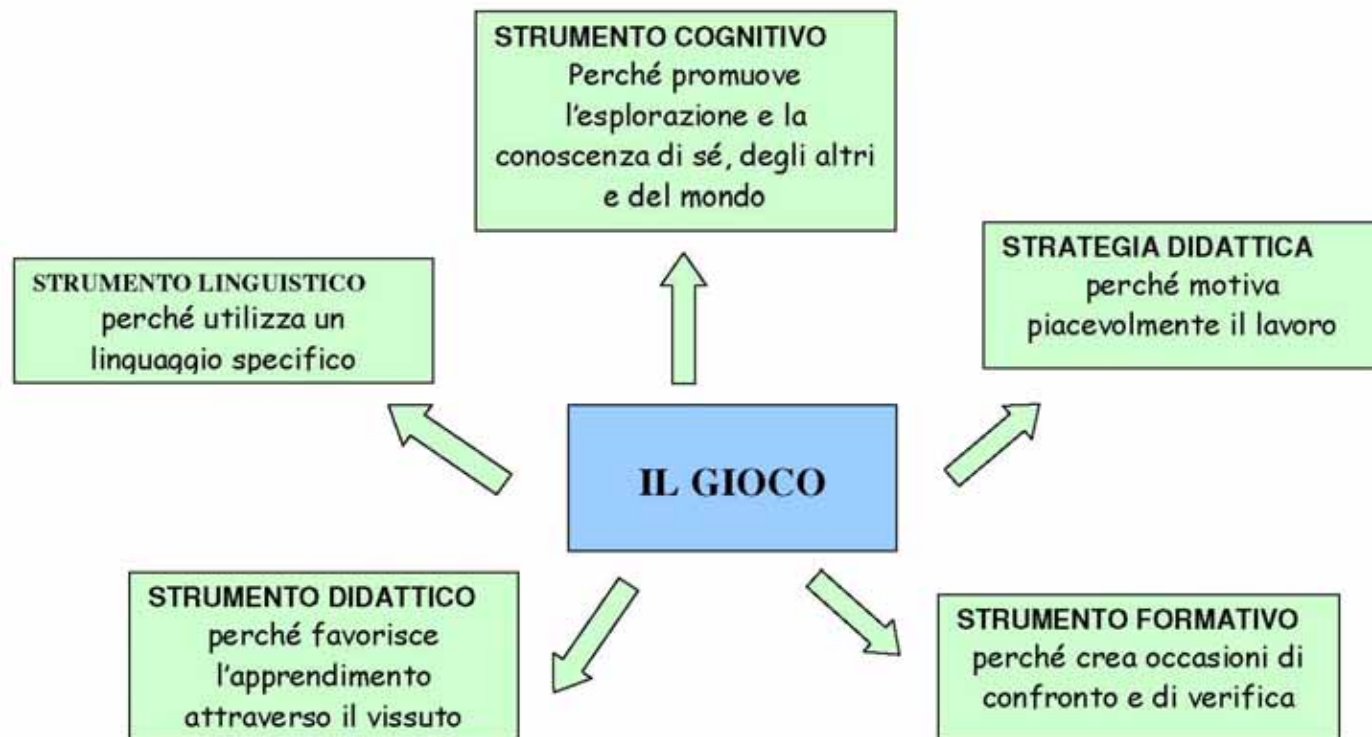 STRUMENTO COGNITIVO
Perché promuove
l'esplorazione e la
conoscenza di sé, degli altri
e del mondo
STRATEGIA DIDATTICA
perché motiva
piacevolmente il lavoro
STRUMENTO LINGUISTICO
perché utilizza un
linguaggio specifico
IL GIOCO
STRUMENTO DIDATTICO
perché favorisce
l'apprendimento
attraverso il vissuto
STRUMENTO FORMATIVO
perché crea occasioni di
confronto e di verifica